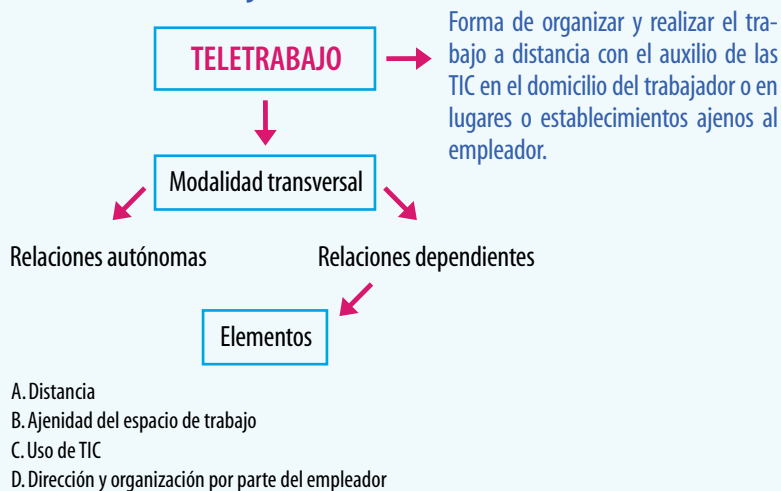 TELETRABAJO
Forma de organizar y realizar el tra-
bajo a distancia con el auxilio de las
TIC en el domicilio del trabajador o en
lugares o establecimientos ajenos al
empleador.
Modalidad transversal
Relaciones autónomas
Relaciones dependientes
Elementos
A. Distancia
B. Ajenidad del espacio de trabajo
C. Uso de TIC
D. Dirección y organización por parte del empleador